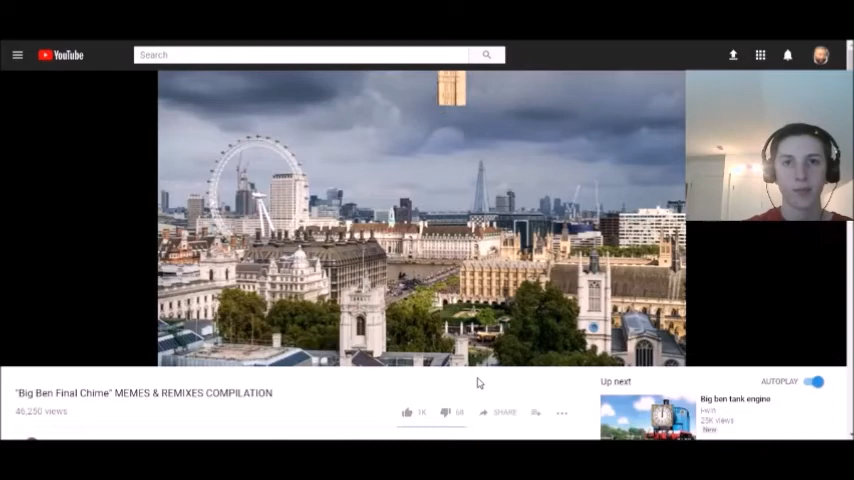 YouTube
Search
"Big Ben Final Chime" MEMES & REMIXES COMPILATION
46,250 views
1K
SHARE
Up next
AUTOPLAY
Big ben tank engine
views
New